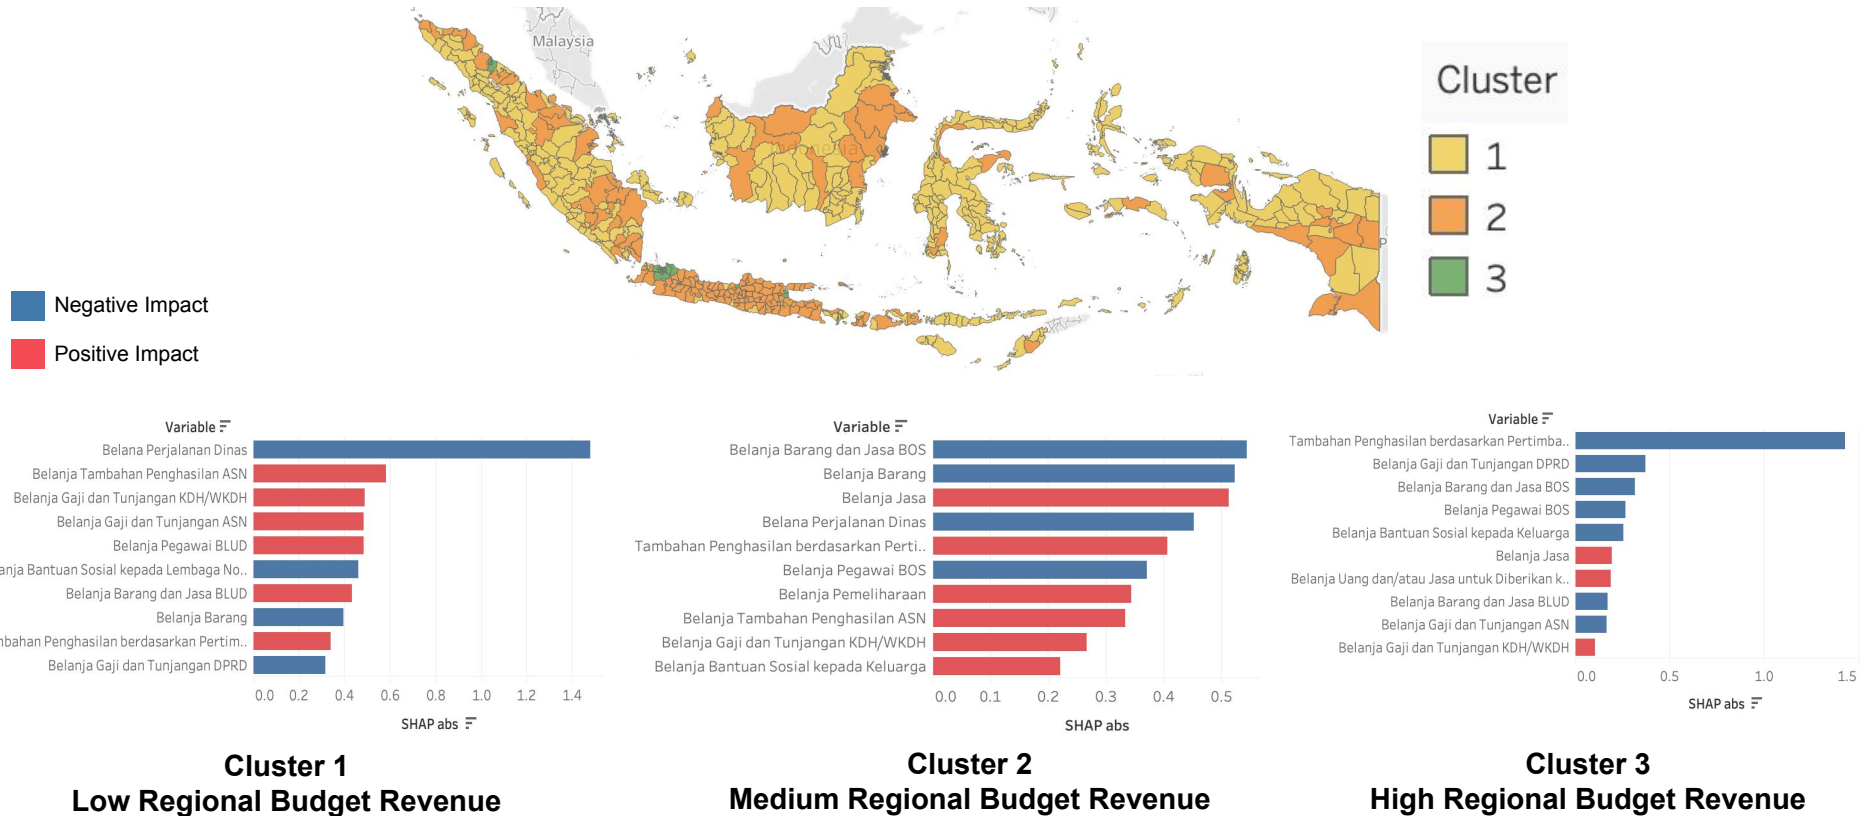 Malaysia
Indonesia
P
Cluster
1
2
3
Negative Impact
Positive Impact
Variable
Belana Perjalanan Dinas
Belanja Tambahan Penghasilan ASN
Belanja Gaji dan Tunjangan KDH/WKDH
Belanja Gaji dan Tunjangan ASN
Belanja Pegawai BLUD
anja Bantuan Sosial kepada Lembaga No..
Belanja Barang dan Jasa BLUD
Belanja Barang
mbahan Penghasilan berdasarkan Pertim..
Belanja Gaji dan Tunjangan DPRD
0.0 0.2 0.4 0.6 0.8 1.0 1.2 1.4
SHAP abs
Cluster 1
Low Regional Budget Revenue
Variable
Belanja Barang dan Jasa BOS
Belanja Barang
Belanja Jasa
Belana Perjalanan Dinas
Tambahan Penghasilan berdasarkan Perti..
Belanja Pegawai BOS
Belanja Pemeliharaan
Belanja Tambahan Penghasilan ASN
Belanja Gaji dan Tunjangan KDH/WKDH
Belanja Bantuan Sosial kepada Keluarga
0.0 0.1 0.2 0.3 0.4 0.5
SHAP abs
Cluster 2
Medium Regional Budget Revenue
Variable
Tambahan Penghasilan berdasarkan Pertimba..
Belanja Gaji dan Tunjangan DPRD
Belanja Barang dan Jasa BOS
Belanja Pegawai BOS
Belanja Bantuan Sosial kepada Keluarga
Belanja Jasa
Belanja Uang dan/atau Jasa untuk Diberikan k..
Belanja Barang dan Jasa BLUD
Belanja Gaji dan Tunjangan ASN
Belanja Gaji dan Tunjangan KDH/WKDH
0.0 0.5 1.0 1.5
SHAP abs
Cluster 3
High Regional Budget Revenue